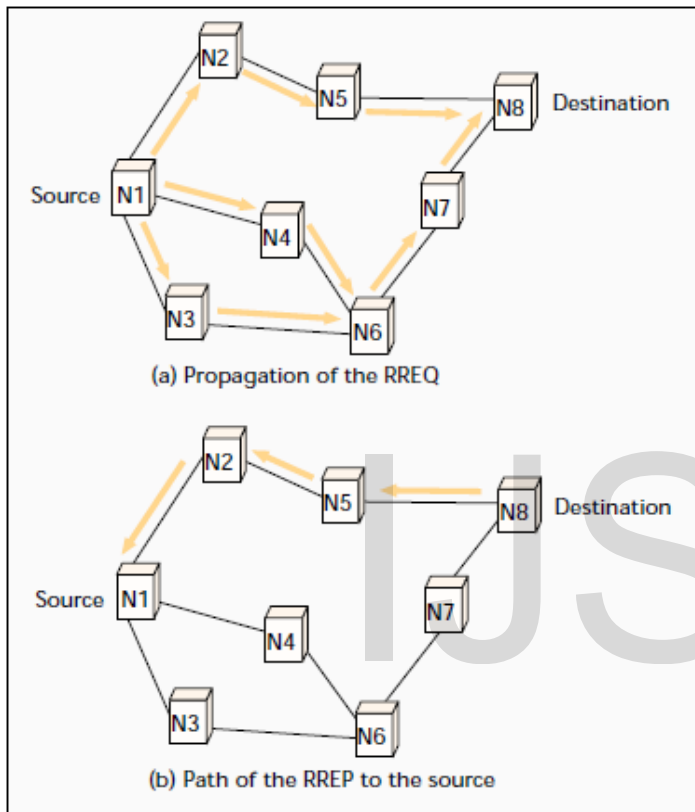 N2
N5
N8 Destination
Source N1
N7
N4
N3
N6
(a) Propagation of the RREQ
N2
N5
N8 Destination
Source N1
N7
N4
N3
N6
(b) Path of the RREP to the source
IJS